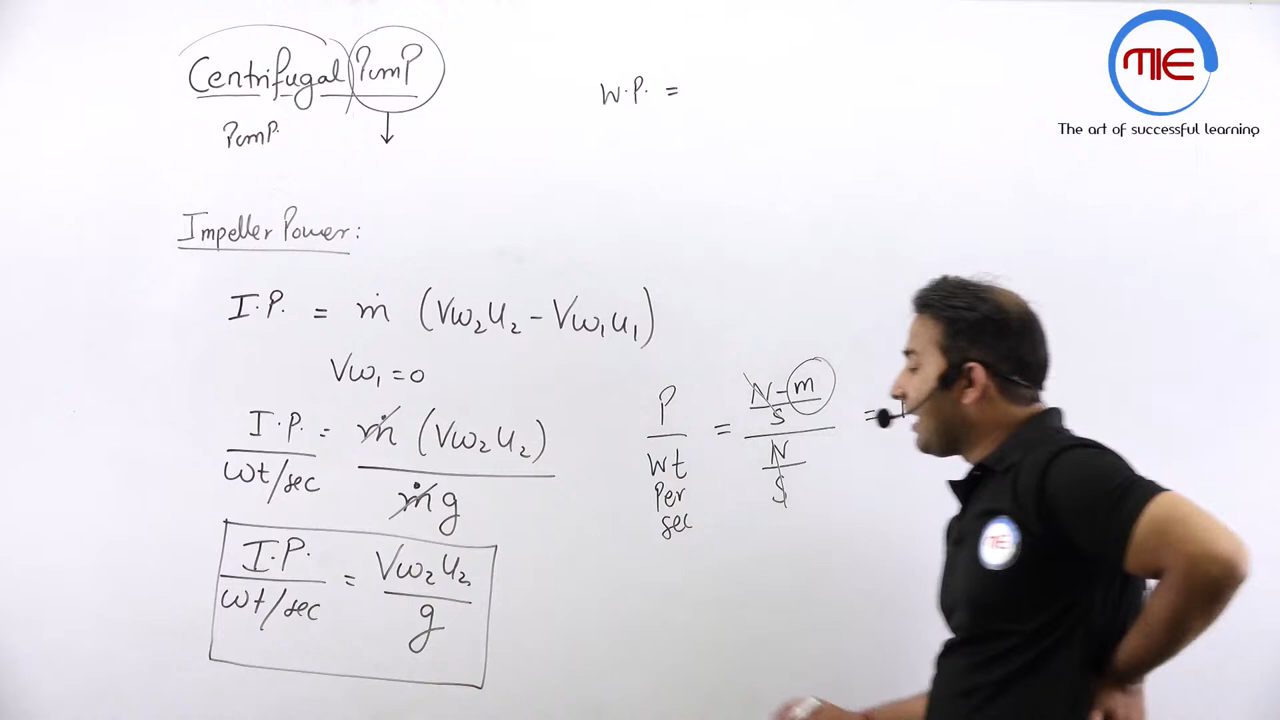 Centrifugal Pump
Pump.
W.P. =
MIE
The art of successful learning
Impeller Power:
I.P. = ṁ (Vw₂u₂ - Vw₁u₁)
Vw₁ = 0
I.P. / wt/sec = ṁ (Vw₂u₂) / ṁg
I.P. / wt/sec = Vw₂u₂ / g
P / wt Per sec = N-m / s / N / s =